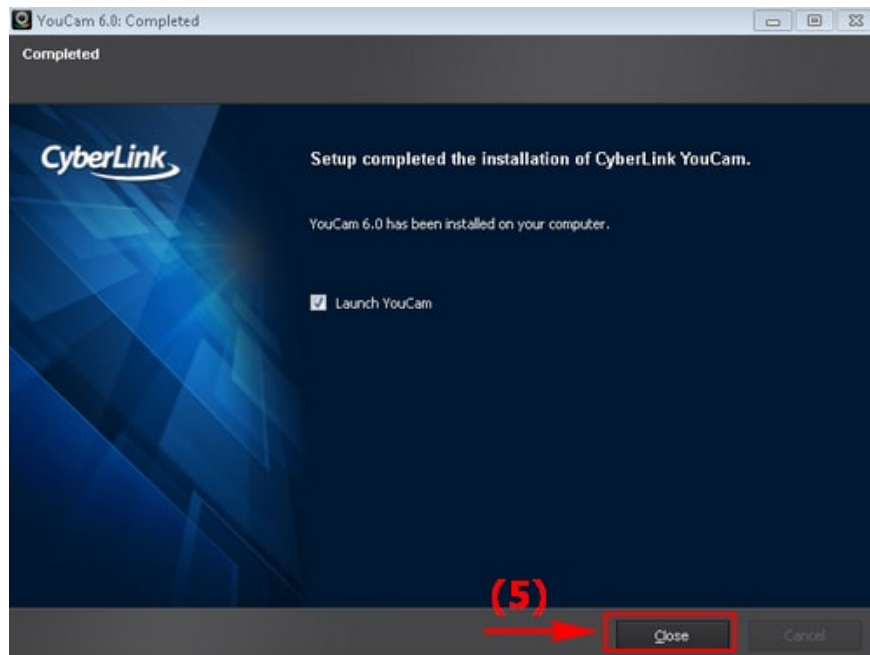 YouCam 6.0: Completed
Completed
CyberLink
Setup completed the installation of CyberLink YouCam.
YouCam 6.0 has been installed on your computer.
Launch YouCam
(5)
Close
Cancel